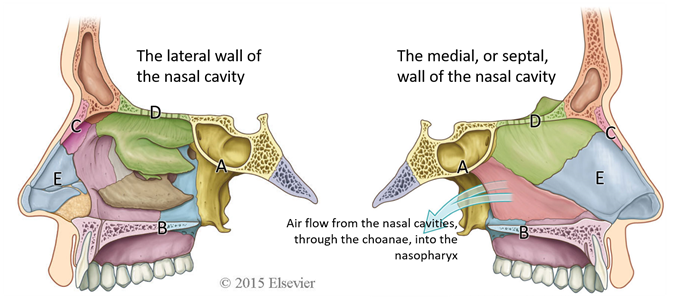 The lateral wall of
the nasal cavity
The medial, or septal,
wall of the nasal cavity
D
C
A
E
B
D
C
A
E
B
Air flow from the nasal cavities,
through the choanae, into the
nasopharyx
© 2015 Elsevier